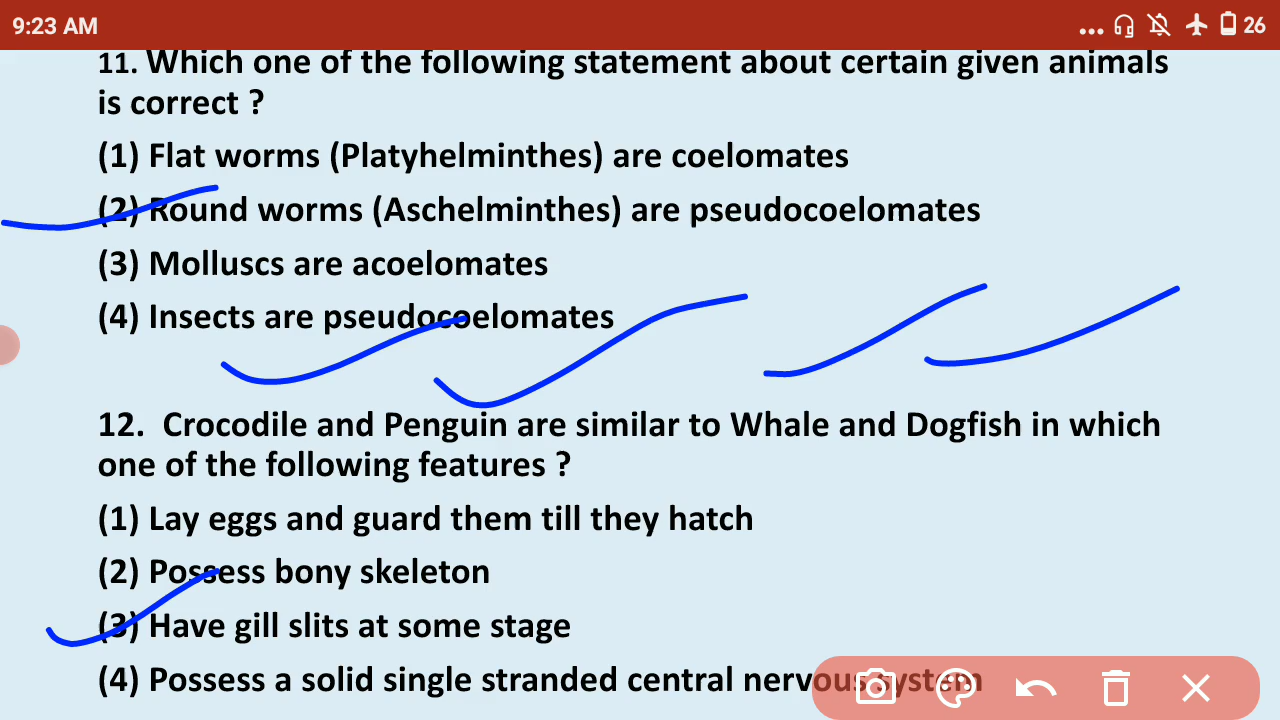 9:23 AM
26
11. Which one of the following statement about certain given animals
is correct ?
(1) Flat worms (Platyhelminthes) are coelomates
(2) Round worms (Aschelminthes) are pseudocoelomates
(3) Molluscs are acoelomates
(4) Insects are pseudocoelomates
12. Crocodile and Penguin are similar to Whale and Dogfish in which
one of the following features ?
(1) Lay eggs and guard them till they hatch
(2) Possess bony skeleton
(3) Have gill slits at some stage
(4) Possess a solid single stranded central nervous system